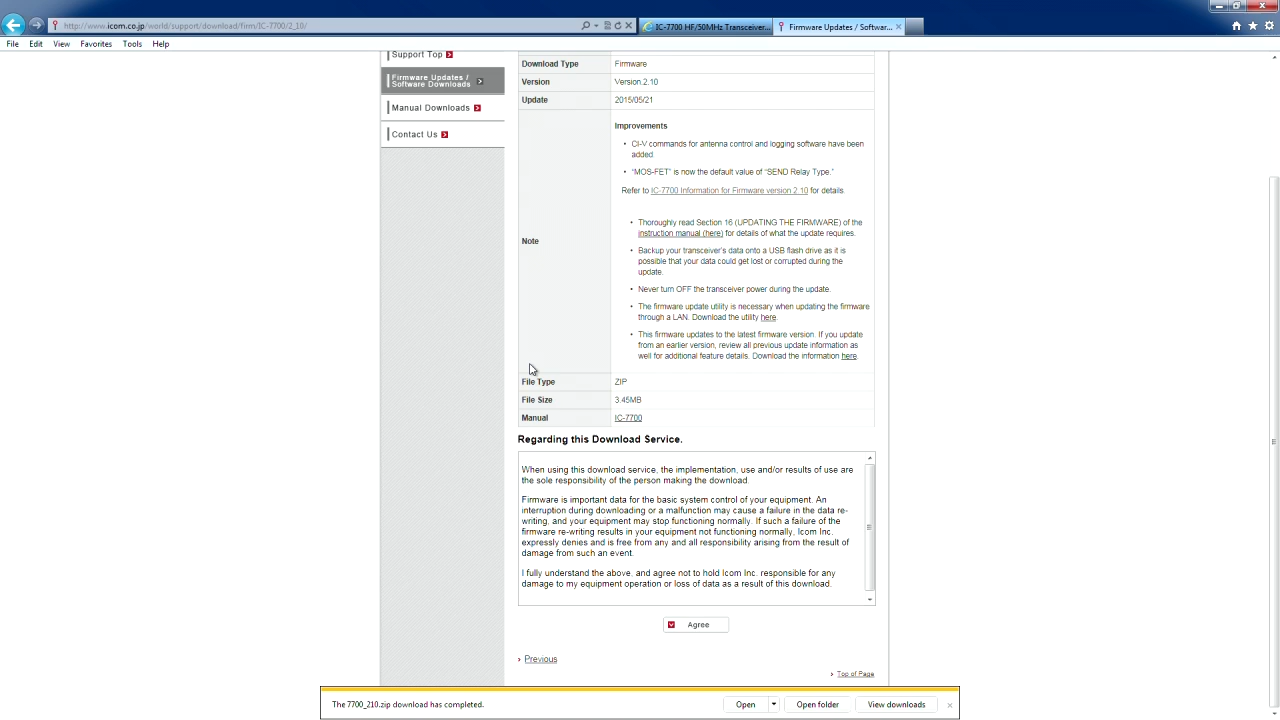 http://www.icom.co.jp/world/support/download/firm/IC-7700/2_10/
IC-7700 HF/50MHz Transceiver...
Firmware Updates / Softwar...
File Edit View Favorites Tools Help
Support Top
Firmware Updates /
Software Downloads
Manual Downloads
Contact Us
Download Type Firmware
Version Version.2.10
Update 2015/05/21
Note
Improvements
• CI-V commands for antenna control and logging software have been
added.
• "MOS-FET" is now the default value of "SEND Relay Type."
Refer to IC-7700 Information for Firmware version 2.10 for details.
• Thoroughly read Section 16 (UPDATING THE FIRMWARE) of the
instruction manual (here) for details of what the update requires.
• Backup your transceiver's data onto a USB flash drive as it is
possible that your data could get lost or corrupted during the
update.
• Never turn OFF the transceiver power during the update.
• The firmware update utility is necessary when updating the firmware
through a LAN. Download the utility here.
• This firmware updates to the latest firmware version. If you update
from an earlier version, review all previous update information as
well for additional feature details. Download the information here.
File Type ZIP
File Size 3.45MB
Manual IC-7700
Regarding this Download Service.
When using this download service, the implementation, use and/or results of use are
the sole responsibility of the person making the download.
Firmware is important data for the basic system control of your equipment. An
interruption during downloading or a malfunction may cause a failure in the data re-
writing, and your equipment may stop functioning normally. If such a failure of the
firmware re-writing results in your equipment not functioning normally, Icom Inc.
expressly denies and is free from any and all responsibility arising from the result of
damage from such an event.
I fully understand the above, and agree not to hold Icom Inc. responsible for any
damage to my equipment operation or loss of data as a result of this download.
Agree
Previous
Top of Page
The 7700_210.zip download has completed.
Open
Open folder
View downloads